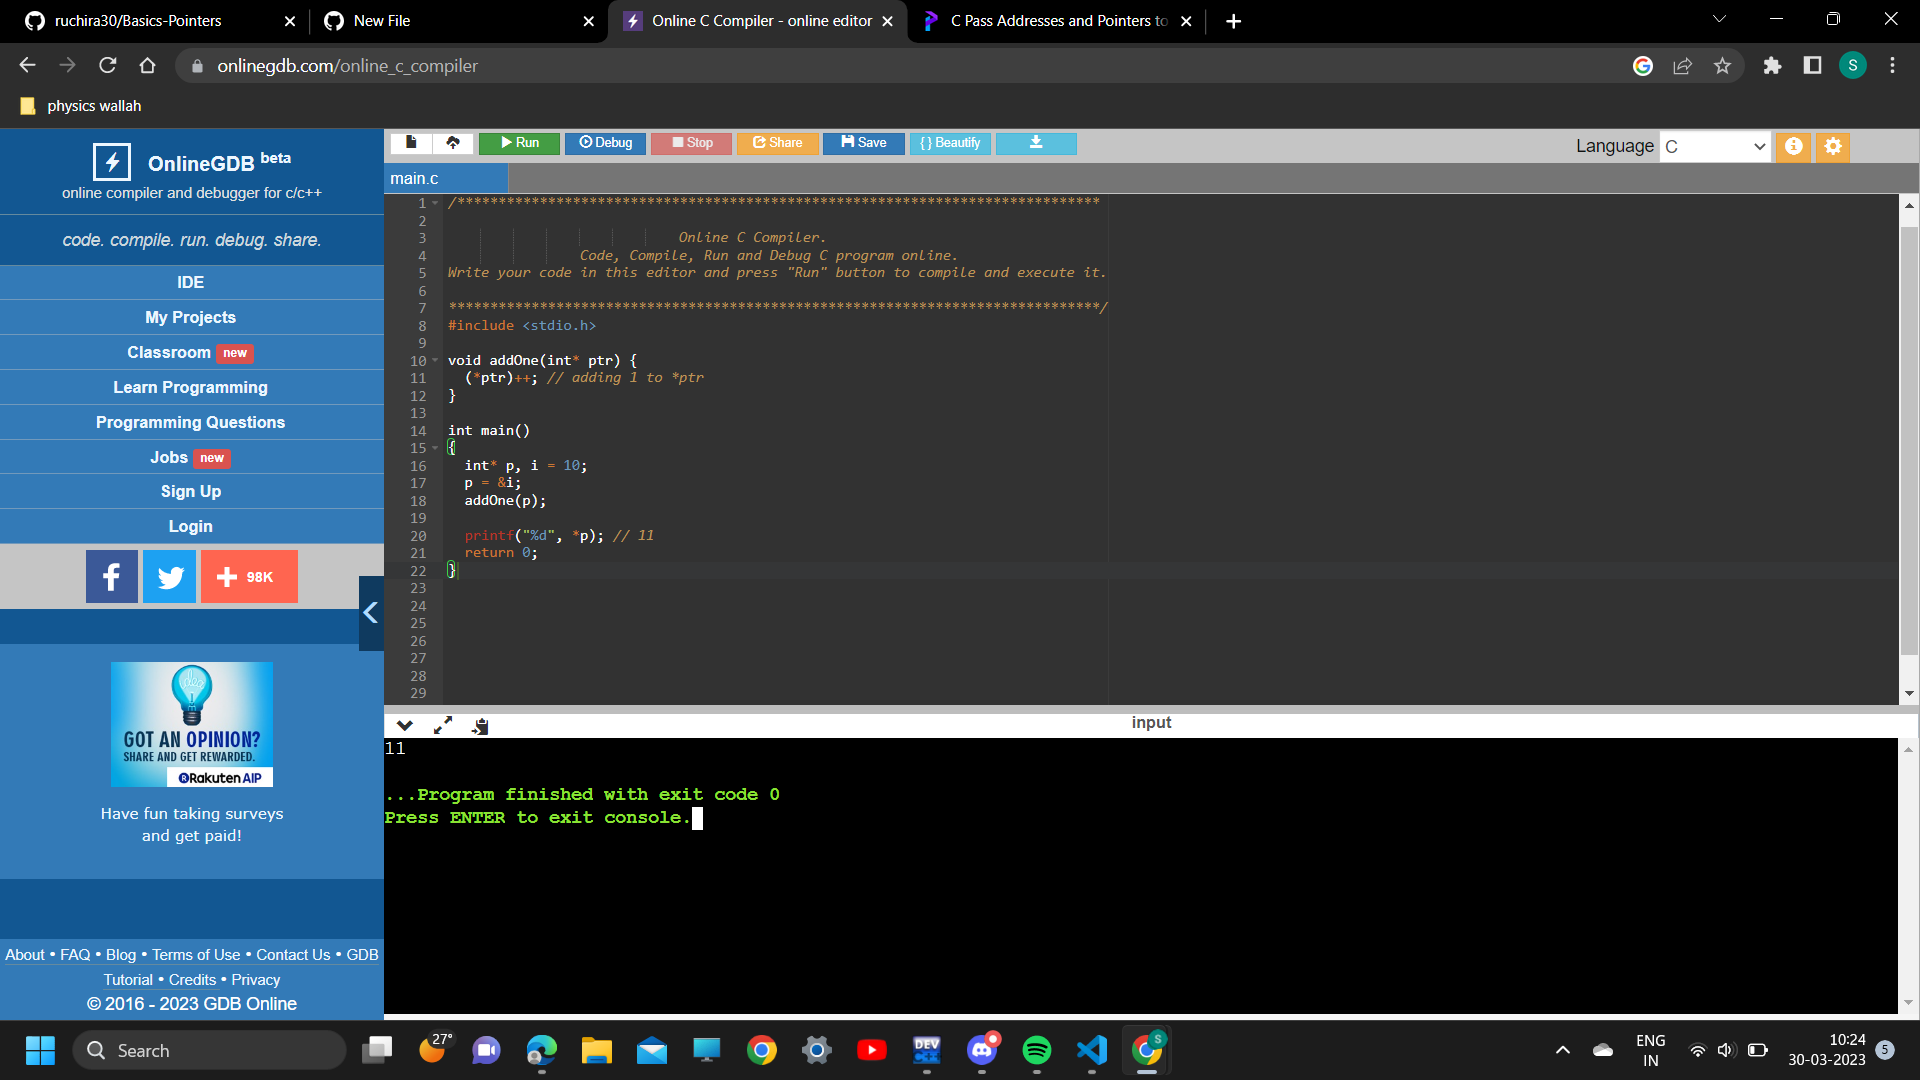 ruchira30/Basics-Pointers
New File
Online C Compiler - online editor
C Pass Addresses and Pointers to
onlinegdb.com/online_c_compiler
S
physics wallah
OnlineGDB beta
online compiler and debugger for c/c++
code. compile. run. debug. share.
IDE
My Projects
Classroom new
Learn Programming
Programming Questions
Jobs new
Sign Up
Login
98K
GOT AN OPINION?
SHARE AND GET REWARDED.
Rakuten AIP
Have fun taking surveys
and get paid!
About • FAQ • Blog • Terms of Use • Contact Us • GDB
Tutorial • Credits • Privacy
© 2016 - 2023 GDB Online
Run Debug Stop Share Save { } Beautify
Language C
main.c
1 /******************************************************************************
2
3 Online C Compiler.
4 Code, Compile, Run and Debug C program online.
5 Write your code in this editor and press "Run" button to compile and execute it.
6
7 *******************************************************************************/
8 #include <stdio.h>
9
10 void addOne(int* ptr) {
11 (*ptr)++; // adding 1 to *ptr
12 }
13
14 int main()
15 {
16 int* p, i = 10;
17 p = &i;
18 addOne(p);
19
20 printf("%d", *p); // 11
21 return 0;
22 }
23
24
25
26
27
28
29
input
11
...Program finished with exit code 0
Press ENTER to exit console.
Search
27°
DEV
C++
S
ENG
IN
10:24
30-03-2023
5